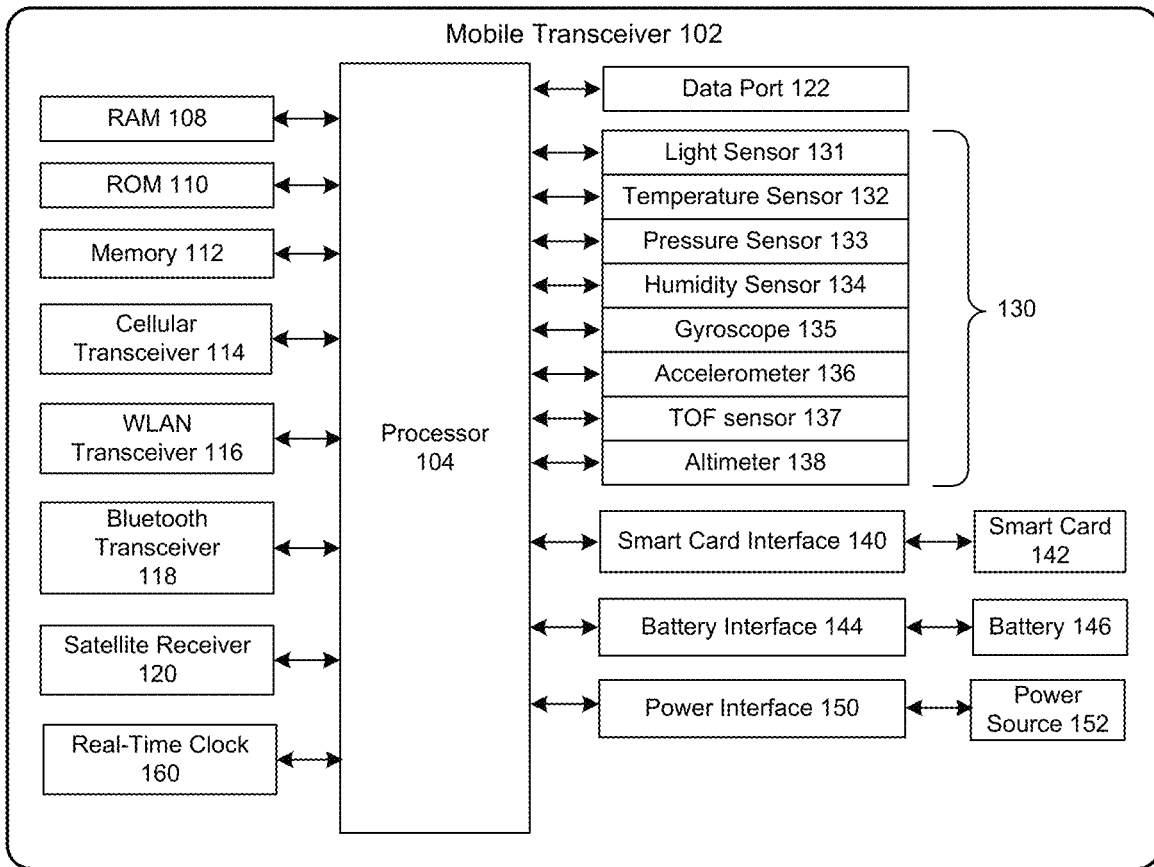 Mobile Transceiver 102
RAM 108
ROM 110
Memory 112
Cellular
Transceiver 114
WLAN
Transceiver 116
Bluetooth
Transceiver
118
Satellite Receiver
120
Real-Time Clock
160
Processor
104
Data Port 122
Light Sensor 131
Temperature Sensor 132
Pressure Sensor 133
Humidity Sensor 134
Gyroscope 135
Accelerometer 136
TOF sensor 137
Altimeter 138
130
Smart Card Interface 140
Smart Card
142
Battery Interface 144
Battery 146
Power Interface 150
Power
Source 152